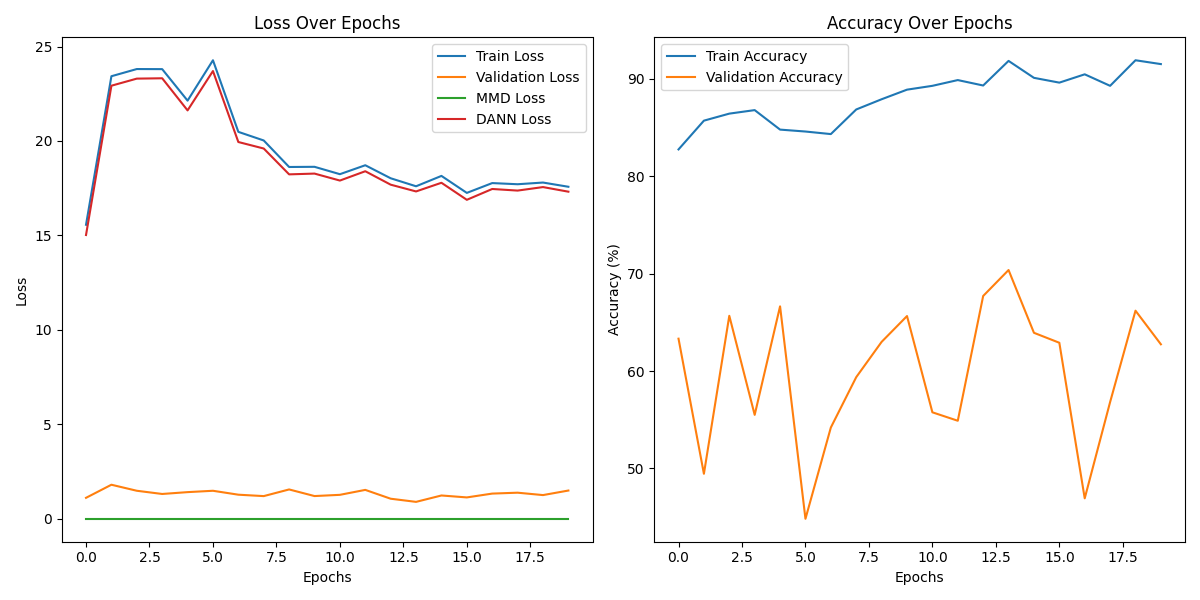 Loss Over Epochs
Train Loss
Validation Loss
MMD Loss
DANN Loss
25
20
15
10
5
0
Loss
0.0 2.5 5.0 7.5 10.0 12.5 15.0 17.5
Epochs
Accuracy Over Epochs
Train Accuracy
Validation Accuracy
90
80
70
60
50
Accuracy (%)
0.0 2.5 5.0 7.5 10.0 12.5 15.0 17.5
Epochs